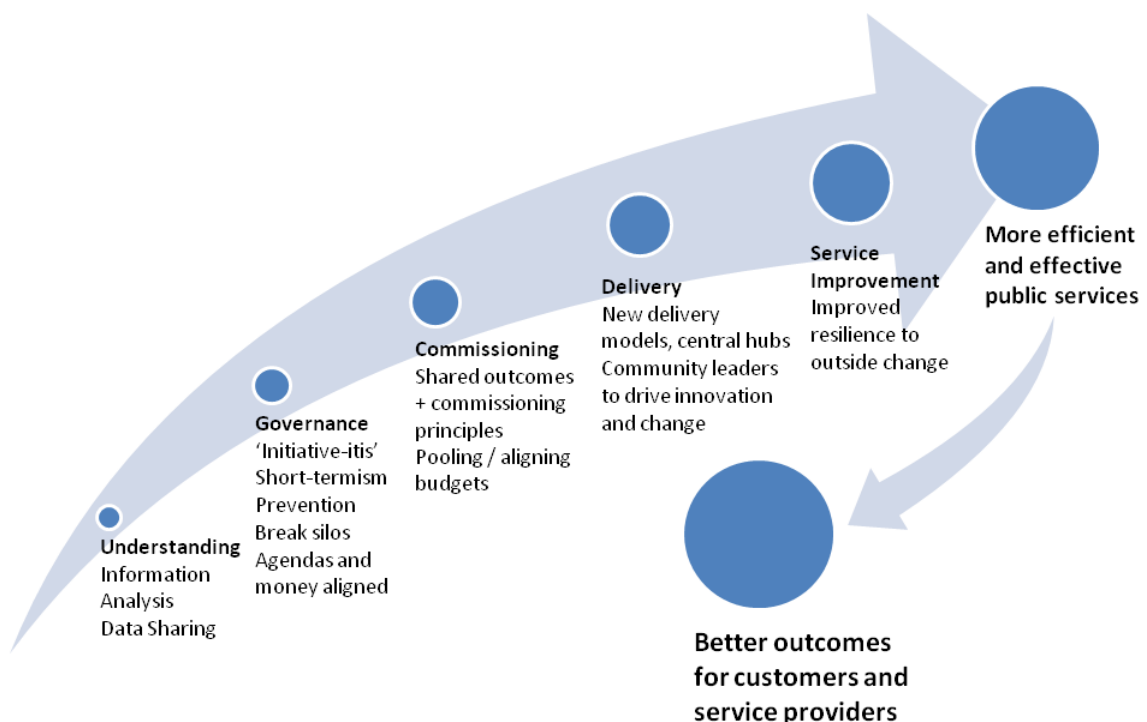 Understanding
Information
Analysis
Data Sharing
Governance
‘Initiative-itis’
Short-termism
Prevention
Break silos
Agendas and
money aligned
Commissioning
Shared outcomes
+ commissioning
principles
Pooling / aligning
budgets
Delivery
New delivery
models, central hubs
Community leaders
to drive innovation
and change
Service
Improvement
Improved
resilience to
outside change
More efficient
and effective
public services
Better outcomes
for customers and
service providers